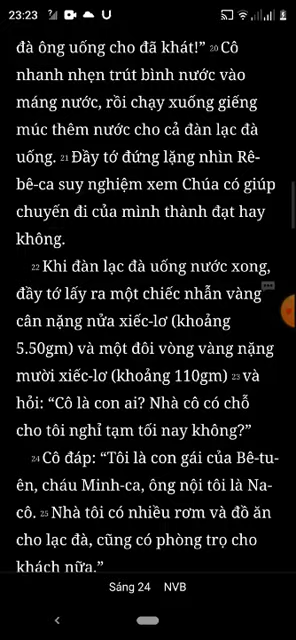 23:23
đà ông uống cho đã khát!” 20 Cô
nhanh nhẹn trút bình nước vào
máng nước, rồi chạy xuống giếng
múc thêm nước cho cả đàn lạc đà
uống. 21 Đầy tớ đứng lặng nhìn Rê-
bê-ca suy nghiệm xem Chúa có giúp
chuyến đi của mình thành đạt hay
không.
22 Khi đàn lạc đà uống nước xong,
đầy tớ lấy ra một chiếc nhẫn vàng
cân nặng nửa xiếc-lơ (khoảng
5.50gm) và một đôi vòng vàng nặng
mười xiếc-lơ (khoảng 110gm) 23 và
hỏi: “Cô là con ai? Nhà cô có chỗ
cho tôi nghỉ tạm tối nay không?”
24 Cô đáp: “Tôi là con gái của Bê-tu-
ên, cháu Minh-ca, ông nội tôi là Na-
cô. 25 Nhà tôi có nhiều rơm và đồ ăn
cho lạc đà, cũng có phòng trọ cho
khách nữa.”
Sáng 24 NVB